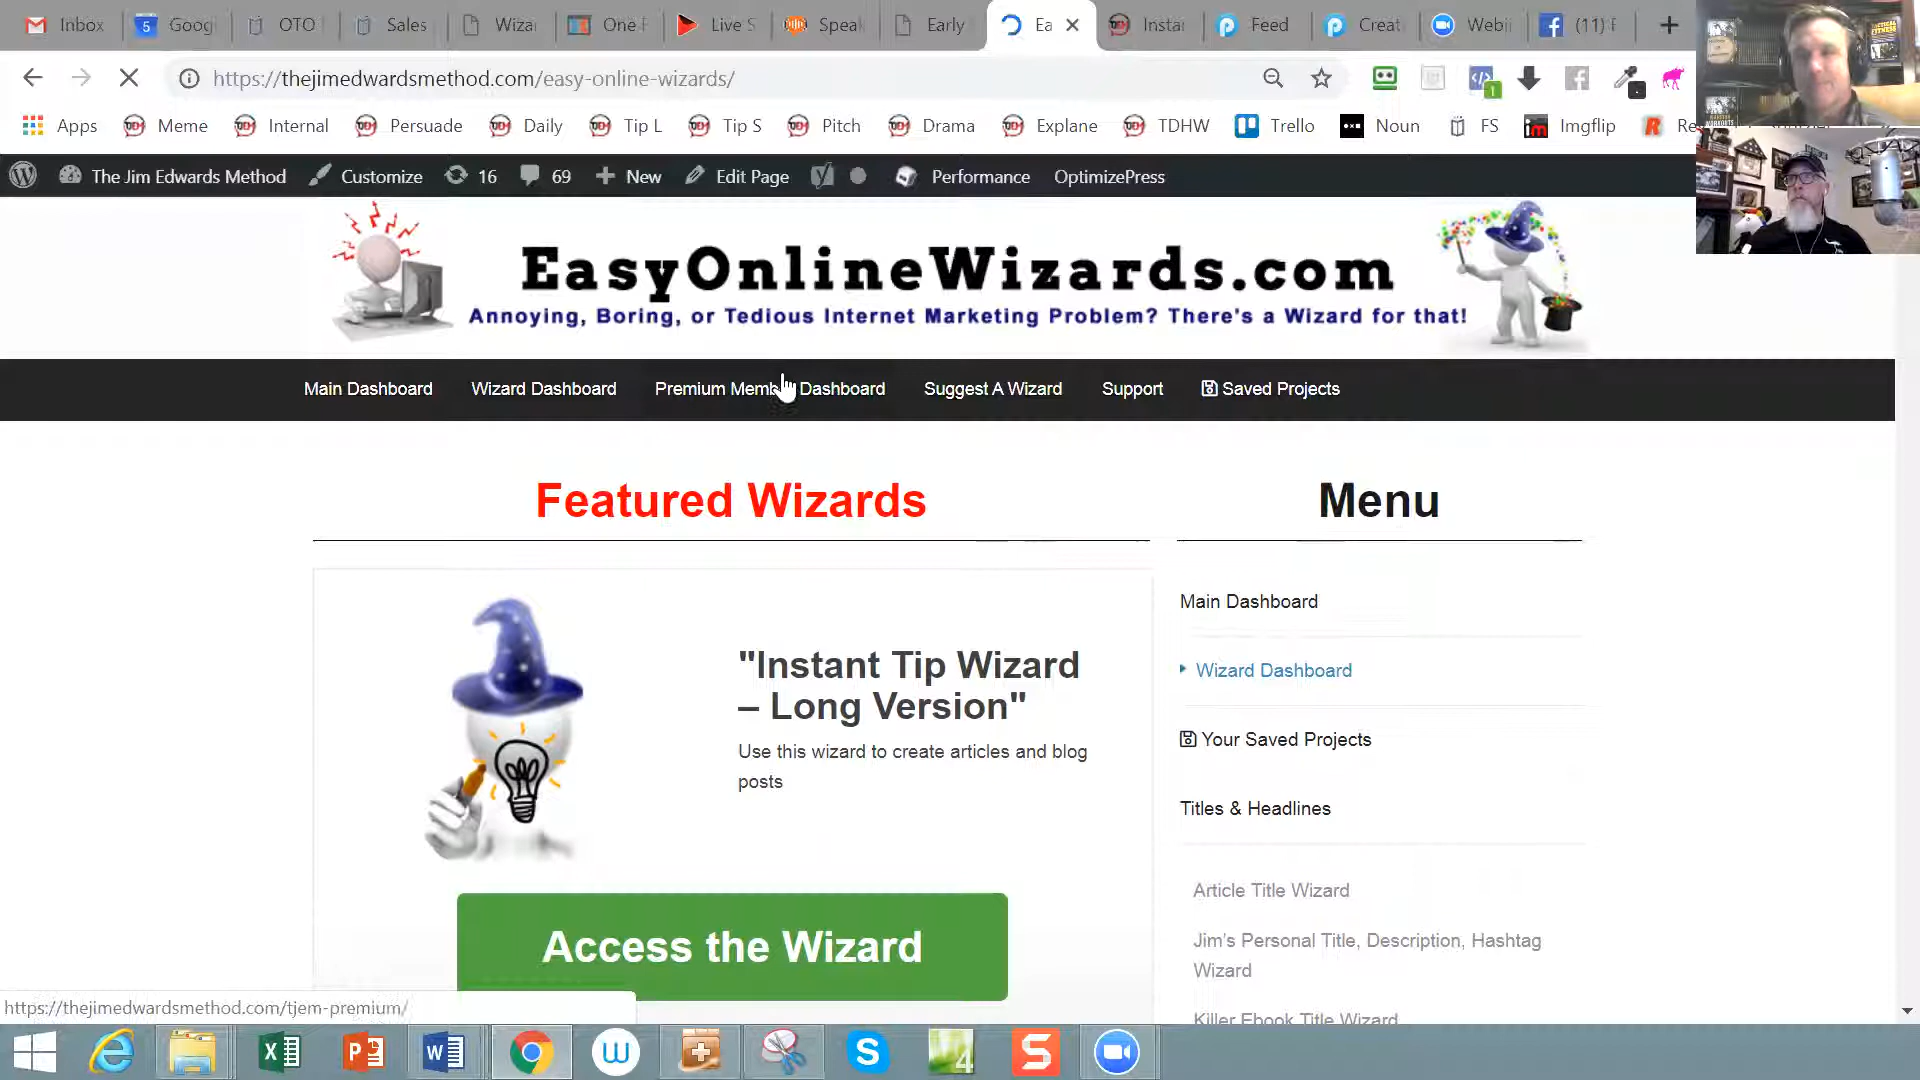 Inbox
Goog
OTO
Sales
Wiza
One F
Live S
Speak
Early
Ea
Insta
Feed
Creat
Webi
(11) F
https://thejimedwardsmethod.com/easy-online-wizards/
Apps
Meme
Internal
Persuade
Daily
Tip L
Tip S
Pitch
Drama
Explane
TDHW
Trello
Noun
FS
Imgflip
The Jim Edwards Method
Customize
16
69
New
Edit Page
Performance
OptimizePress
EasyOnlineWizards.com
Annoying, Boring, or Tedious Internet Marketing Problem? There's a Wizard for that!
Main Dashboard
Wizard Dashboard
Premium Memb Dashboard
Suggest A Wizard
Support
Saved Projects
Featured Wizards
Menu
"Instant Tip Wizard
– Long Version"
Use this wizard to create articles and blog
posts
Access the Wizard
Main Dashboard
Wizard Dashboard
Your Saved Projects
Titles & Headlines
Article Title Wizard
Jim's Personal Title, Description, Hashtag
Wizard
Killer Ebook Title Wizard
https://thejimedwardsmethod.com/tjem-premium/